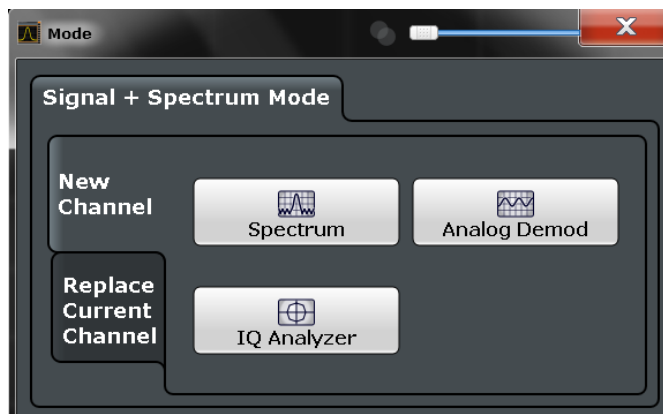 Mode
X
Signal + Spectrum Mode
New
Channel
Spectrum
Analog Demod
Replace
Current
Channel
IQ Analyzer